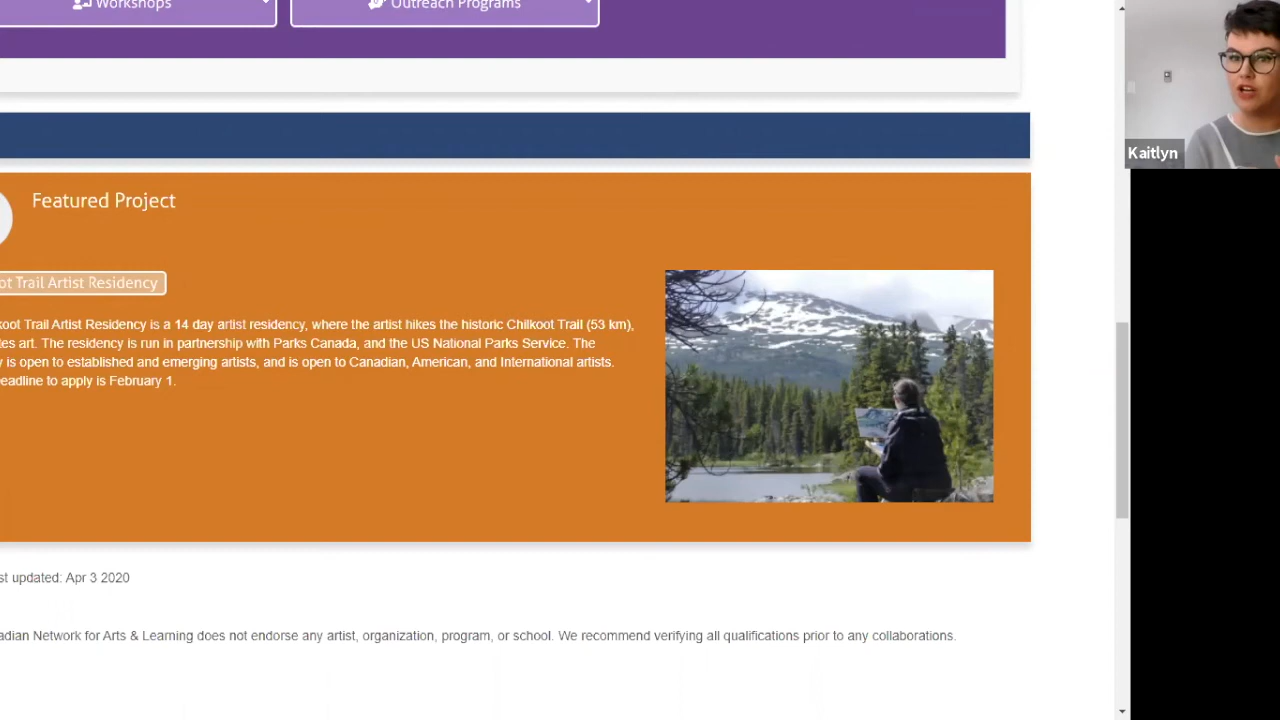 Workshops
Outreach Programs
Kaitlyn
Featured Project
ot Trail Artist Residency
koot Trail Artist Residency is a 14 day artist residency, where the artist hikes the historic Chilkoot Trail (53 km),
tes art. The residency is run in partnership with Parks Canada, and the US National Parks Service. The
y is open to established and emerging artists, and is open to Canadian, American, and International artists.
eadline to apply is February 1.
st updated: Apr 3 2020
adian Network for Arts & Learning does not endorse any artist, organization, program, or school. We recommend verifying all qualifications prior to any collaborations.